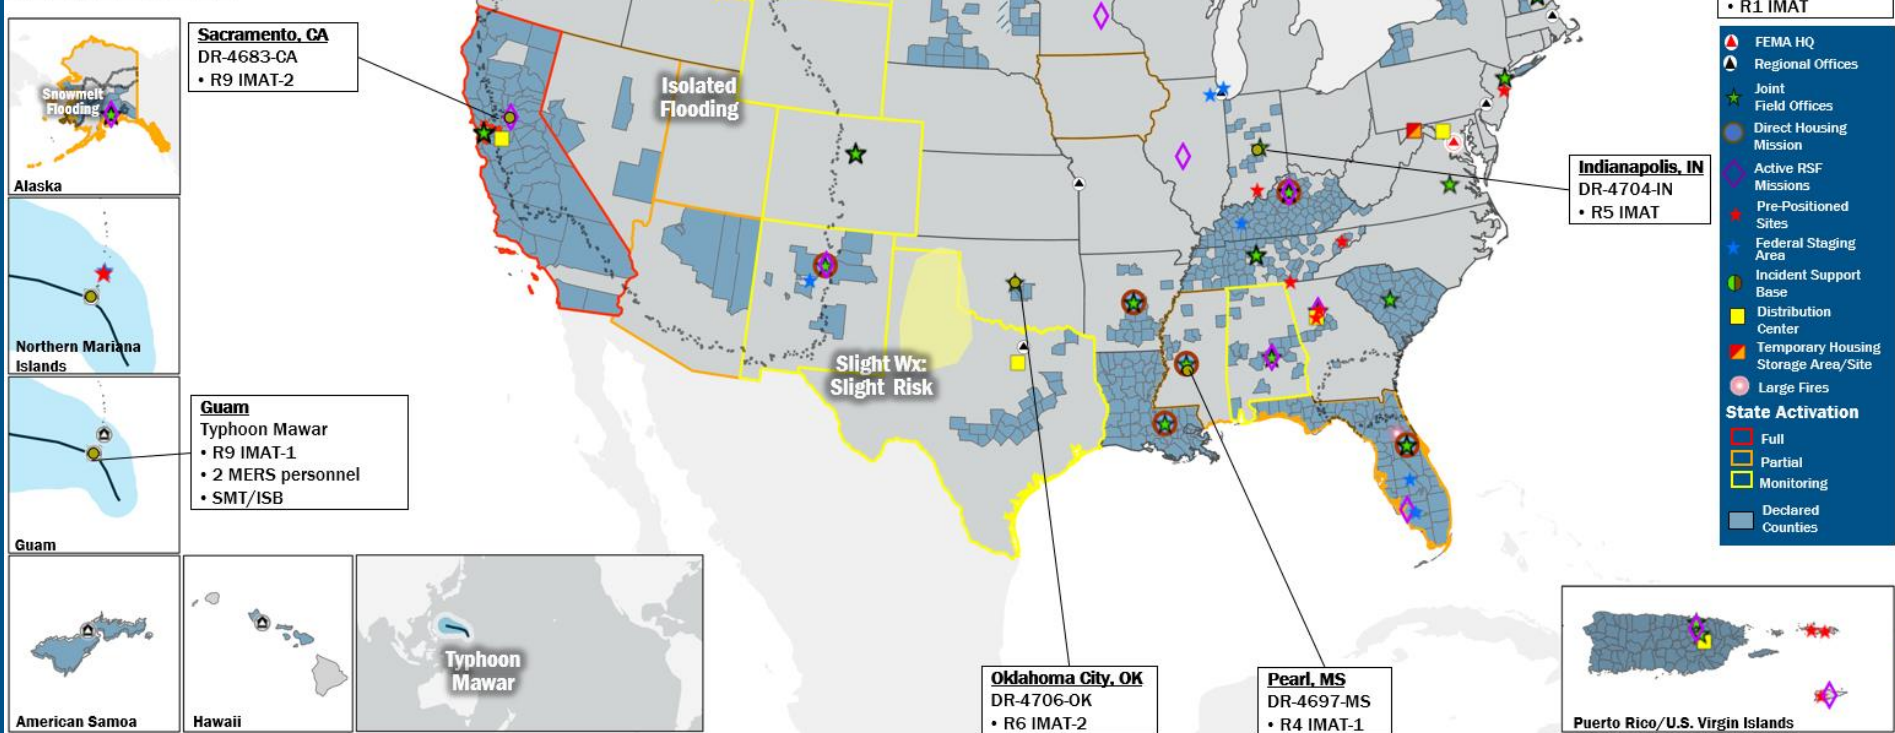 • R1 IMAT
Sacramento, CA
DR-4683-CA
• R9 IMAT-2
Snowmelt
Flooding
Alaska
Isolated
Flooding
FEMA HQ
Regional Offices
Joint
Field Offices
Direct Housing
Mission
Active RSF
Missions
Pre-Positioned
Sites
Federal Staging
Area
Incident Support
Base
Distribution
Center
Temporary Housing
Storage Area/Site
Large Fires
State Activation
Full
Partial
Monitoring
Declared
Counties
Indianapolis, IN
DR-4704-IN
• R5 IMAT
Northern Mariana
Islands
Slight Wx:
Slight Risk
Guam
Typhoon Mawar
• R9 IMAT-1
• 2 MERS personnel
• SMT/ISB
Guam
American Samoa
Hawaii
Typhoon
Mawar
Oklahoma City, OK
DR-4706-OK
• R6 IMAT-2
Pearl, MS
DR-4697-MS
• R4 IMAT-1
Puerto Rico/U.S. Virgin Islands